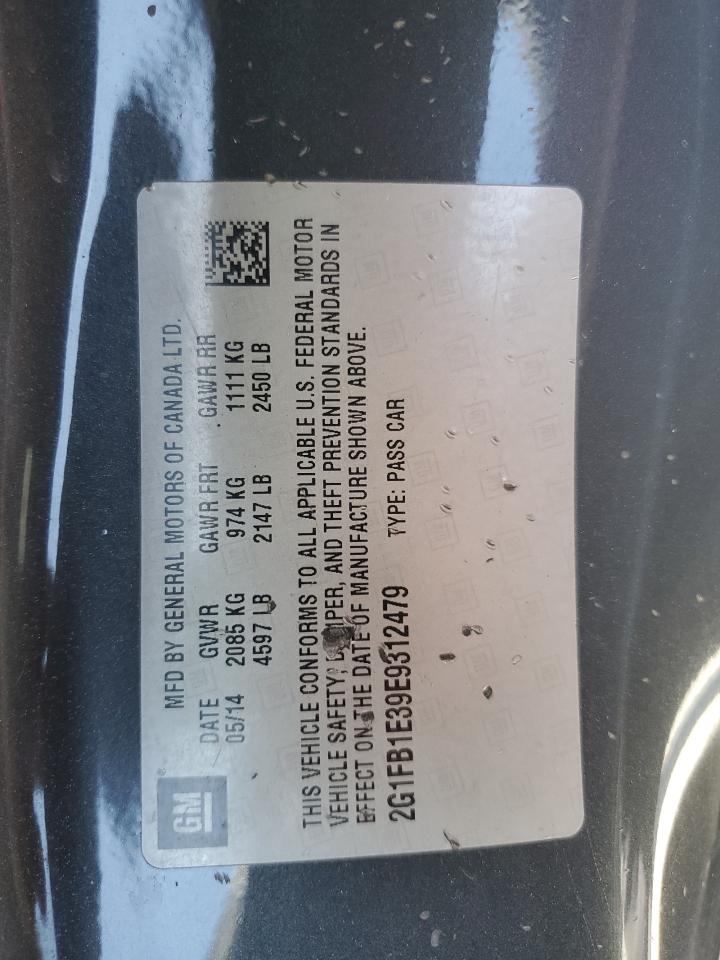 GM
MFD BY GENERAL MOTORS OF CANADA LTD.
DATE GVWR GAWR FRT GAWR RR
05/14 2085 KG 974 KG 1111 KG
4597 LB 2147 LB 2450 LB
THIS VEHICLE CONFORMS TO ALL APPLICABLE U.S. FEDERAL MOTOR
VEHICLE SAFETY, AND THEFT PREVENTION STANDARDS IN
EFFECT ON THE DATE OF MANUFACTURE SHOWN ABOVE.
2G1FB1E39E9312479 TYPE: PASS CAR